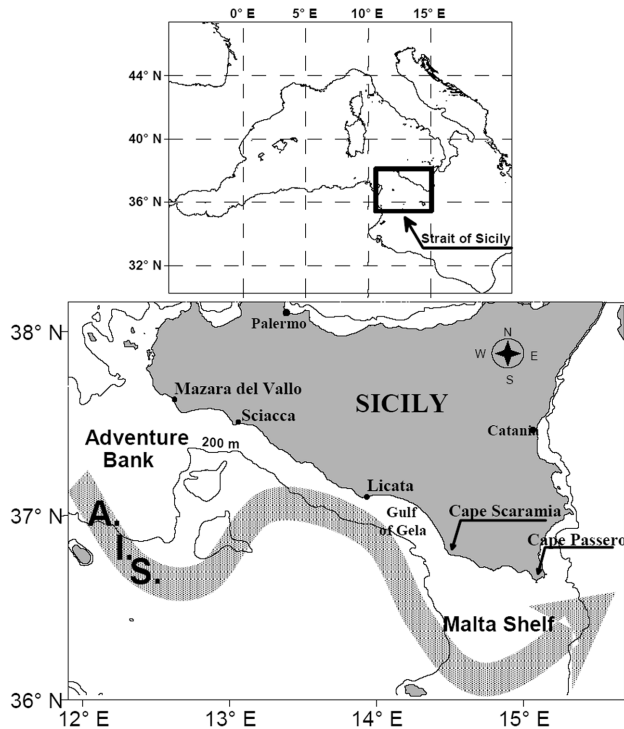 0° E 5° E 10° E 15° E
44° N
40° N
36° N
32° N
Strait of Sicily
38° N
Palermo
N
W E
S
Mazara del Vallo
SICILY
Sciacca
Catania
Adventure
Bank
200 m
Licata
Cape Scaramia
Gulf
of Gela
37° N
A.
I.
S.
Cape Passero
Malta Shelf
36° N
12° E 13° E 14° E 15° E